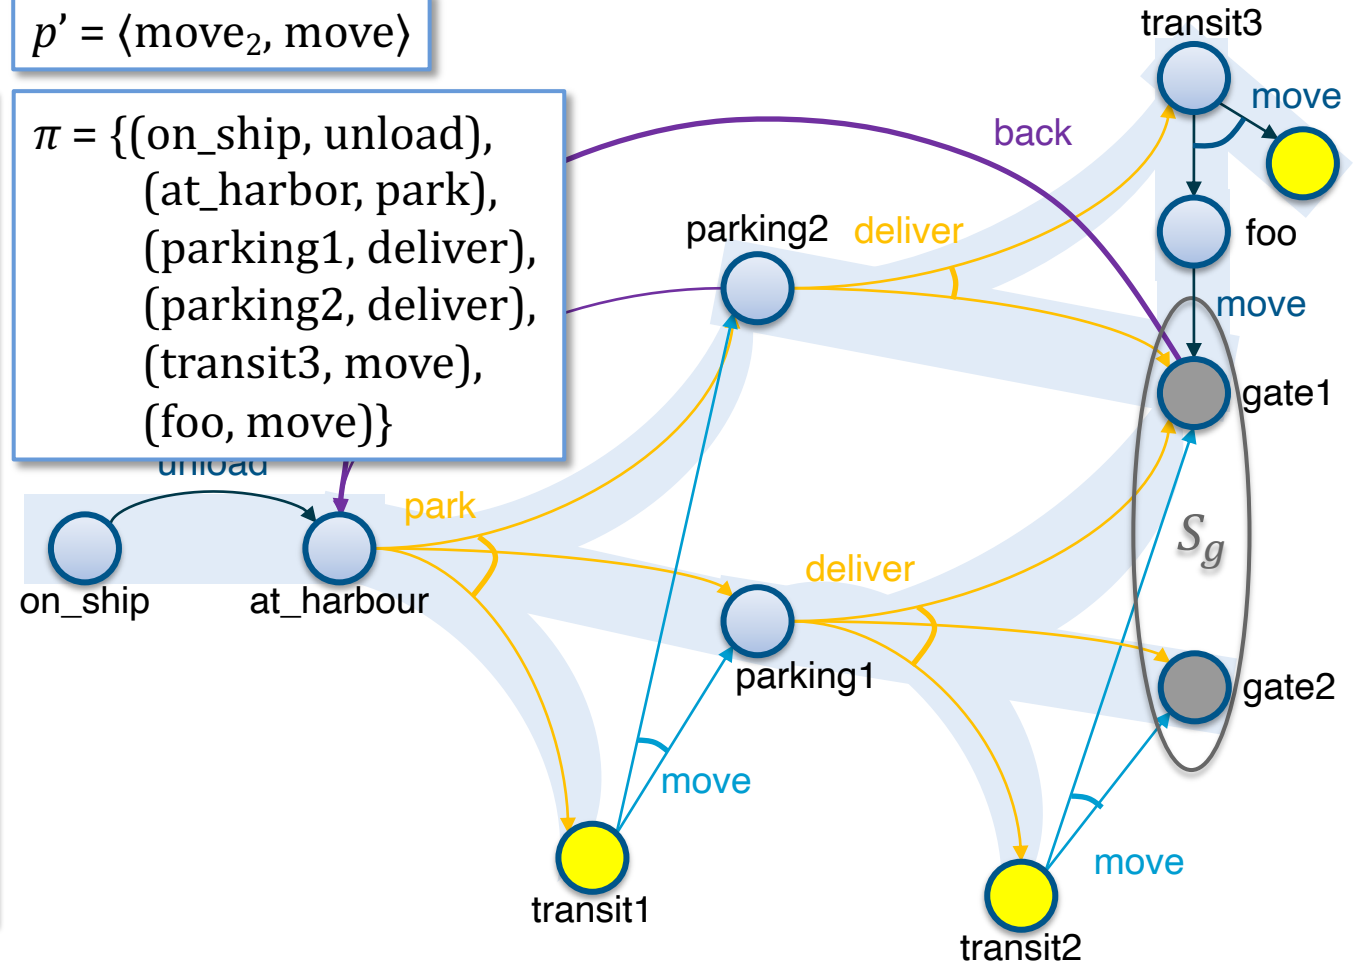 p’ = ⟨move₂, move⟩
π = {(on_ship, unload),
(at_harbor, park),
(parking1, deliver),
(parking2, deliver),
(transit3, move),
(foo, move)}
transit3
move
back
parking2
deliver
foo
move
gate1
unload
park
S_g
deliver
on_ship
at_harbour
parking1
gate2
move
move
transit1
transit2